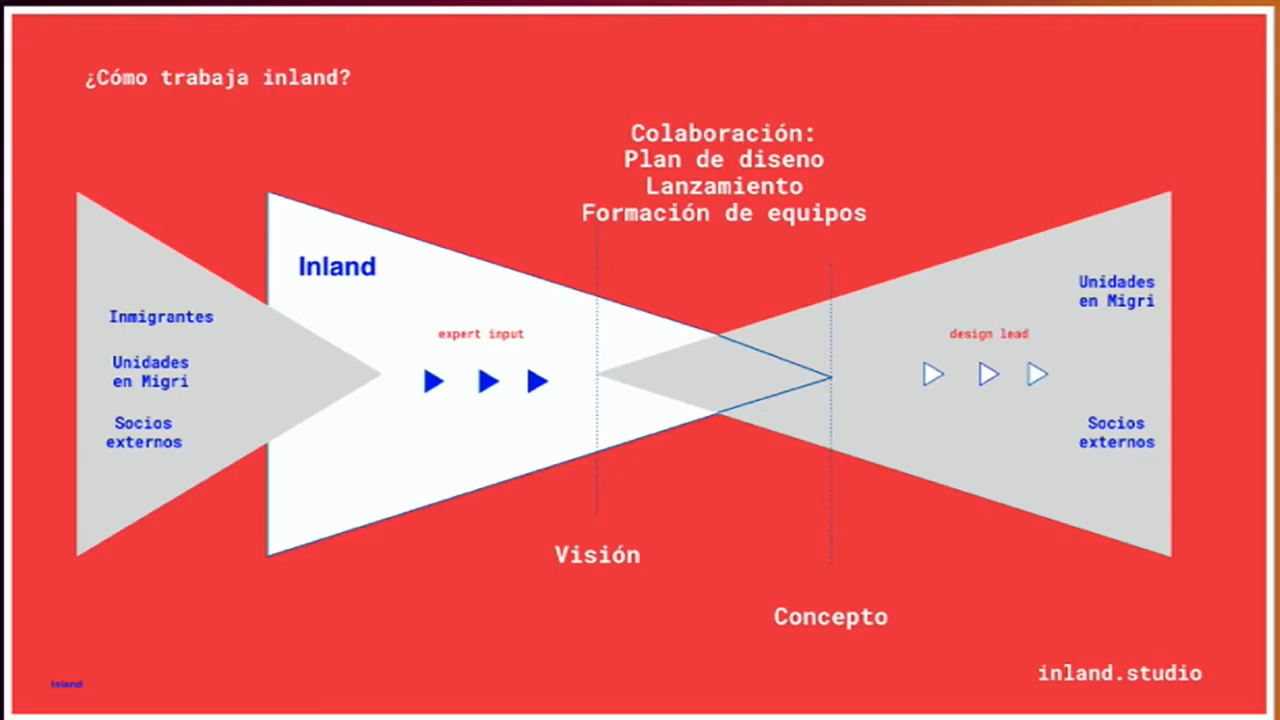 ¿Cómo trabaja inland?
Colaboración:
Plan de diseno
Lanzamiento
Formación de equipos
Inland
Inmigrantes
Unidades
en Migri
Socios
externos
expert input
design lead
Unidades
en Migri
Socios
externos
Visión
Concepto
inland.studio
Inland